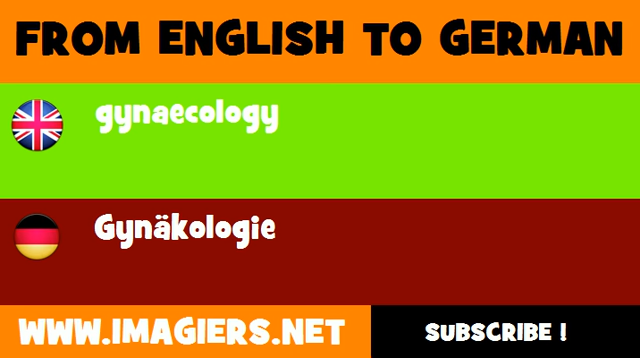 FROM ENGLISH TO GERMAN
gynaecology
Gynäkologie
WWW.IMAGIERS.NET
SUBSCRIBE !